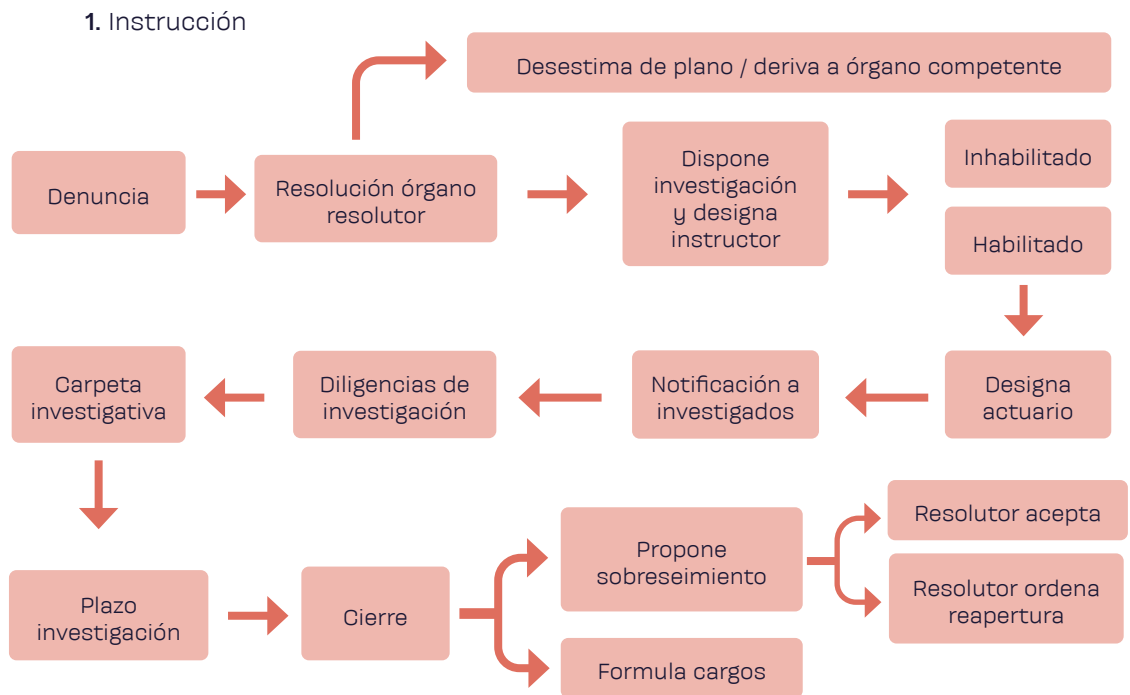 1. Instrucción
Desestima de plano / deriva a órgano competente
Denuncia
Resolución órgano
resolutor
Dispone
investigación
y designa
instructor
Inhabilitado
Habilitado
Designa
actuario
Notificación a
investigados
Diligencias de
investigación
Carpeta
investigativa
Plazo
investigación
Cierre
Propone
sobreseimiento
Resolutor acepta
Resolutor ordena
reapertura
Formula cargos